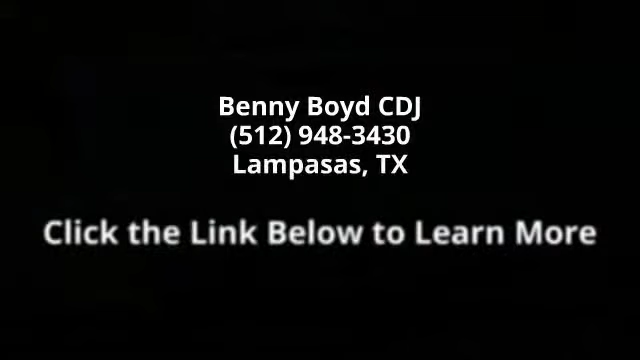 Benny Boyd CDJ
(512) 948-3430
Lampasas, TX
Click the Link Below to Learn More